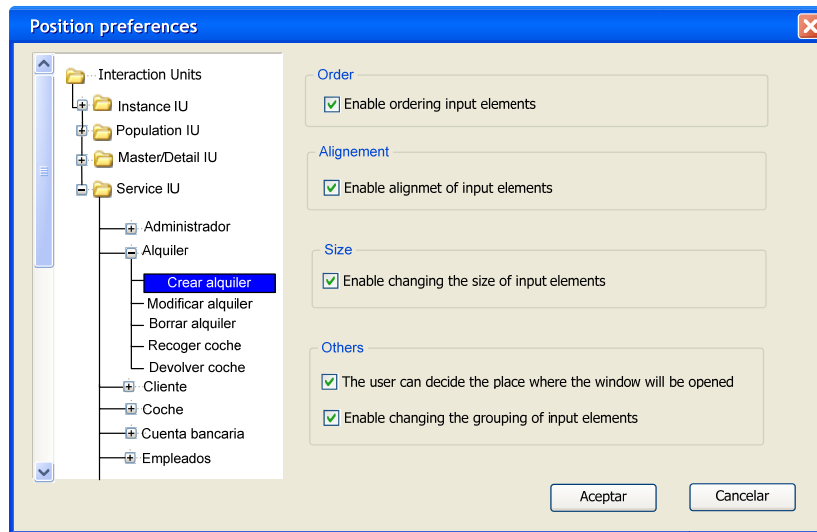 Position preferences
Interaction Units
Instance IU
Population IU
Master/Detail IU
Service IU
Administrador
Alquiler
Crear alquiler
Modificar alquiler
Borrar alquiler
Recoger coche
Devolver coche
Cliente
Coche
Cuenta bancaria
Empleados
Order
Enable ordering input elements
Alignement
Enable alignmet of input elements
Size
Enable changing the size of input elements
Others
The user can decide the place where the window will be opened
Enable changing the grouping of input elements
Aceptar
Cancelar